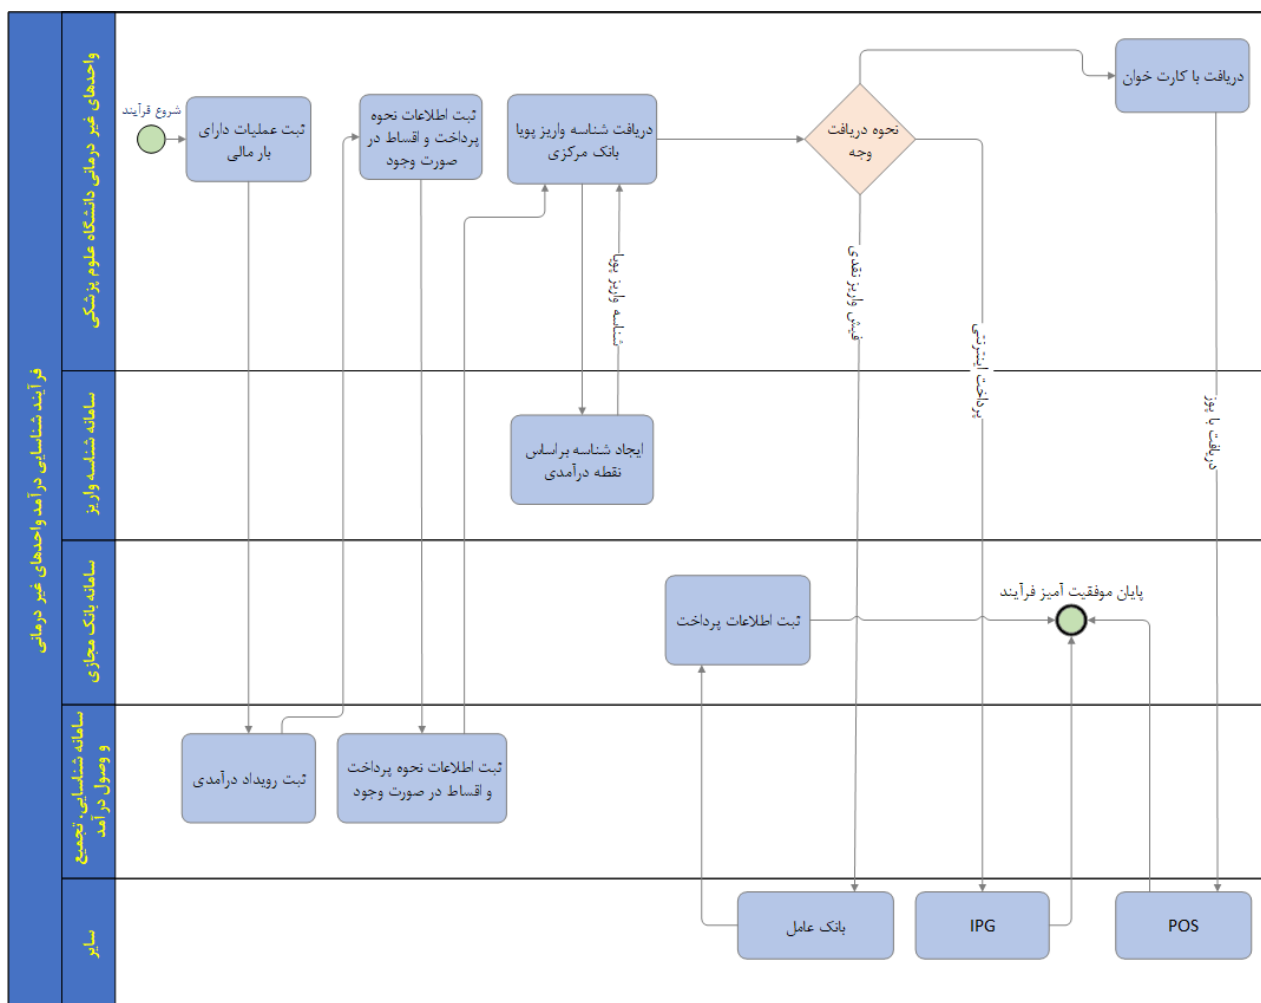 فرآیند شناسایی درآمد واحدهای غیر درمانی
واحدهای غیر درمانی دانشگاه علوم پزشکی
شروع فرآیند
ثبت عملیات دارای
بار مالی
ثبت اطلاعات نحوه
پرداخت و اقساط در
صورت وجود
دریافت شناسه واریز پویا
بانک مرکزی
نحوه دریافت
وجه
دریافت با کارت خوان
شناسه واریز پویا
فیش واریز نقدی
پرداخت اینترنتی
دریافت با پوز
سامانه شناسه واریز
ایجاد شناسه براساس
نقطه درآمدی
سامانه بانک مجازی
ثبت اطلاعات پرداخت
پایان موفقیت آمیز فرآیند
سامانه شناسایی، تجمیع
و وصول درآمد
ثبت رویداد درآمدی
ثبت اطلاعات نحوه پرداخت
و اقساط در صورت وجود
سایر
بانک عامل
IPG
POS